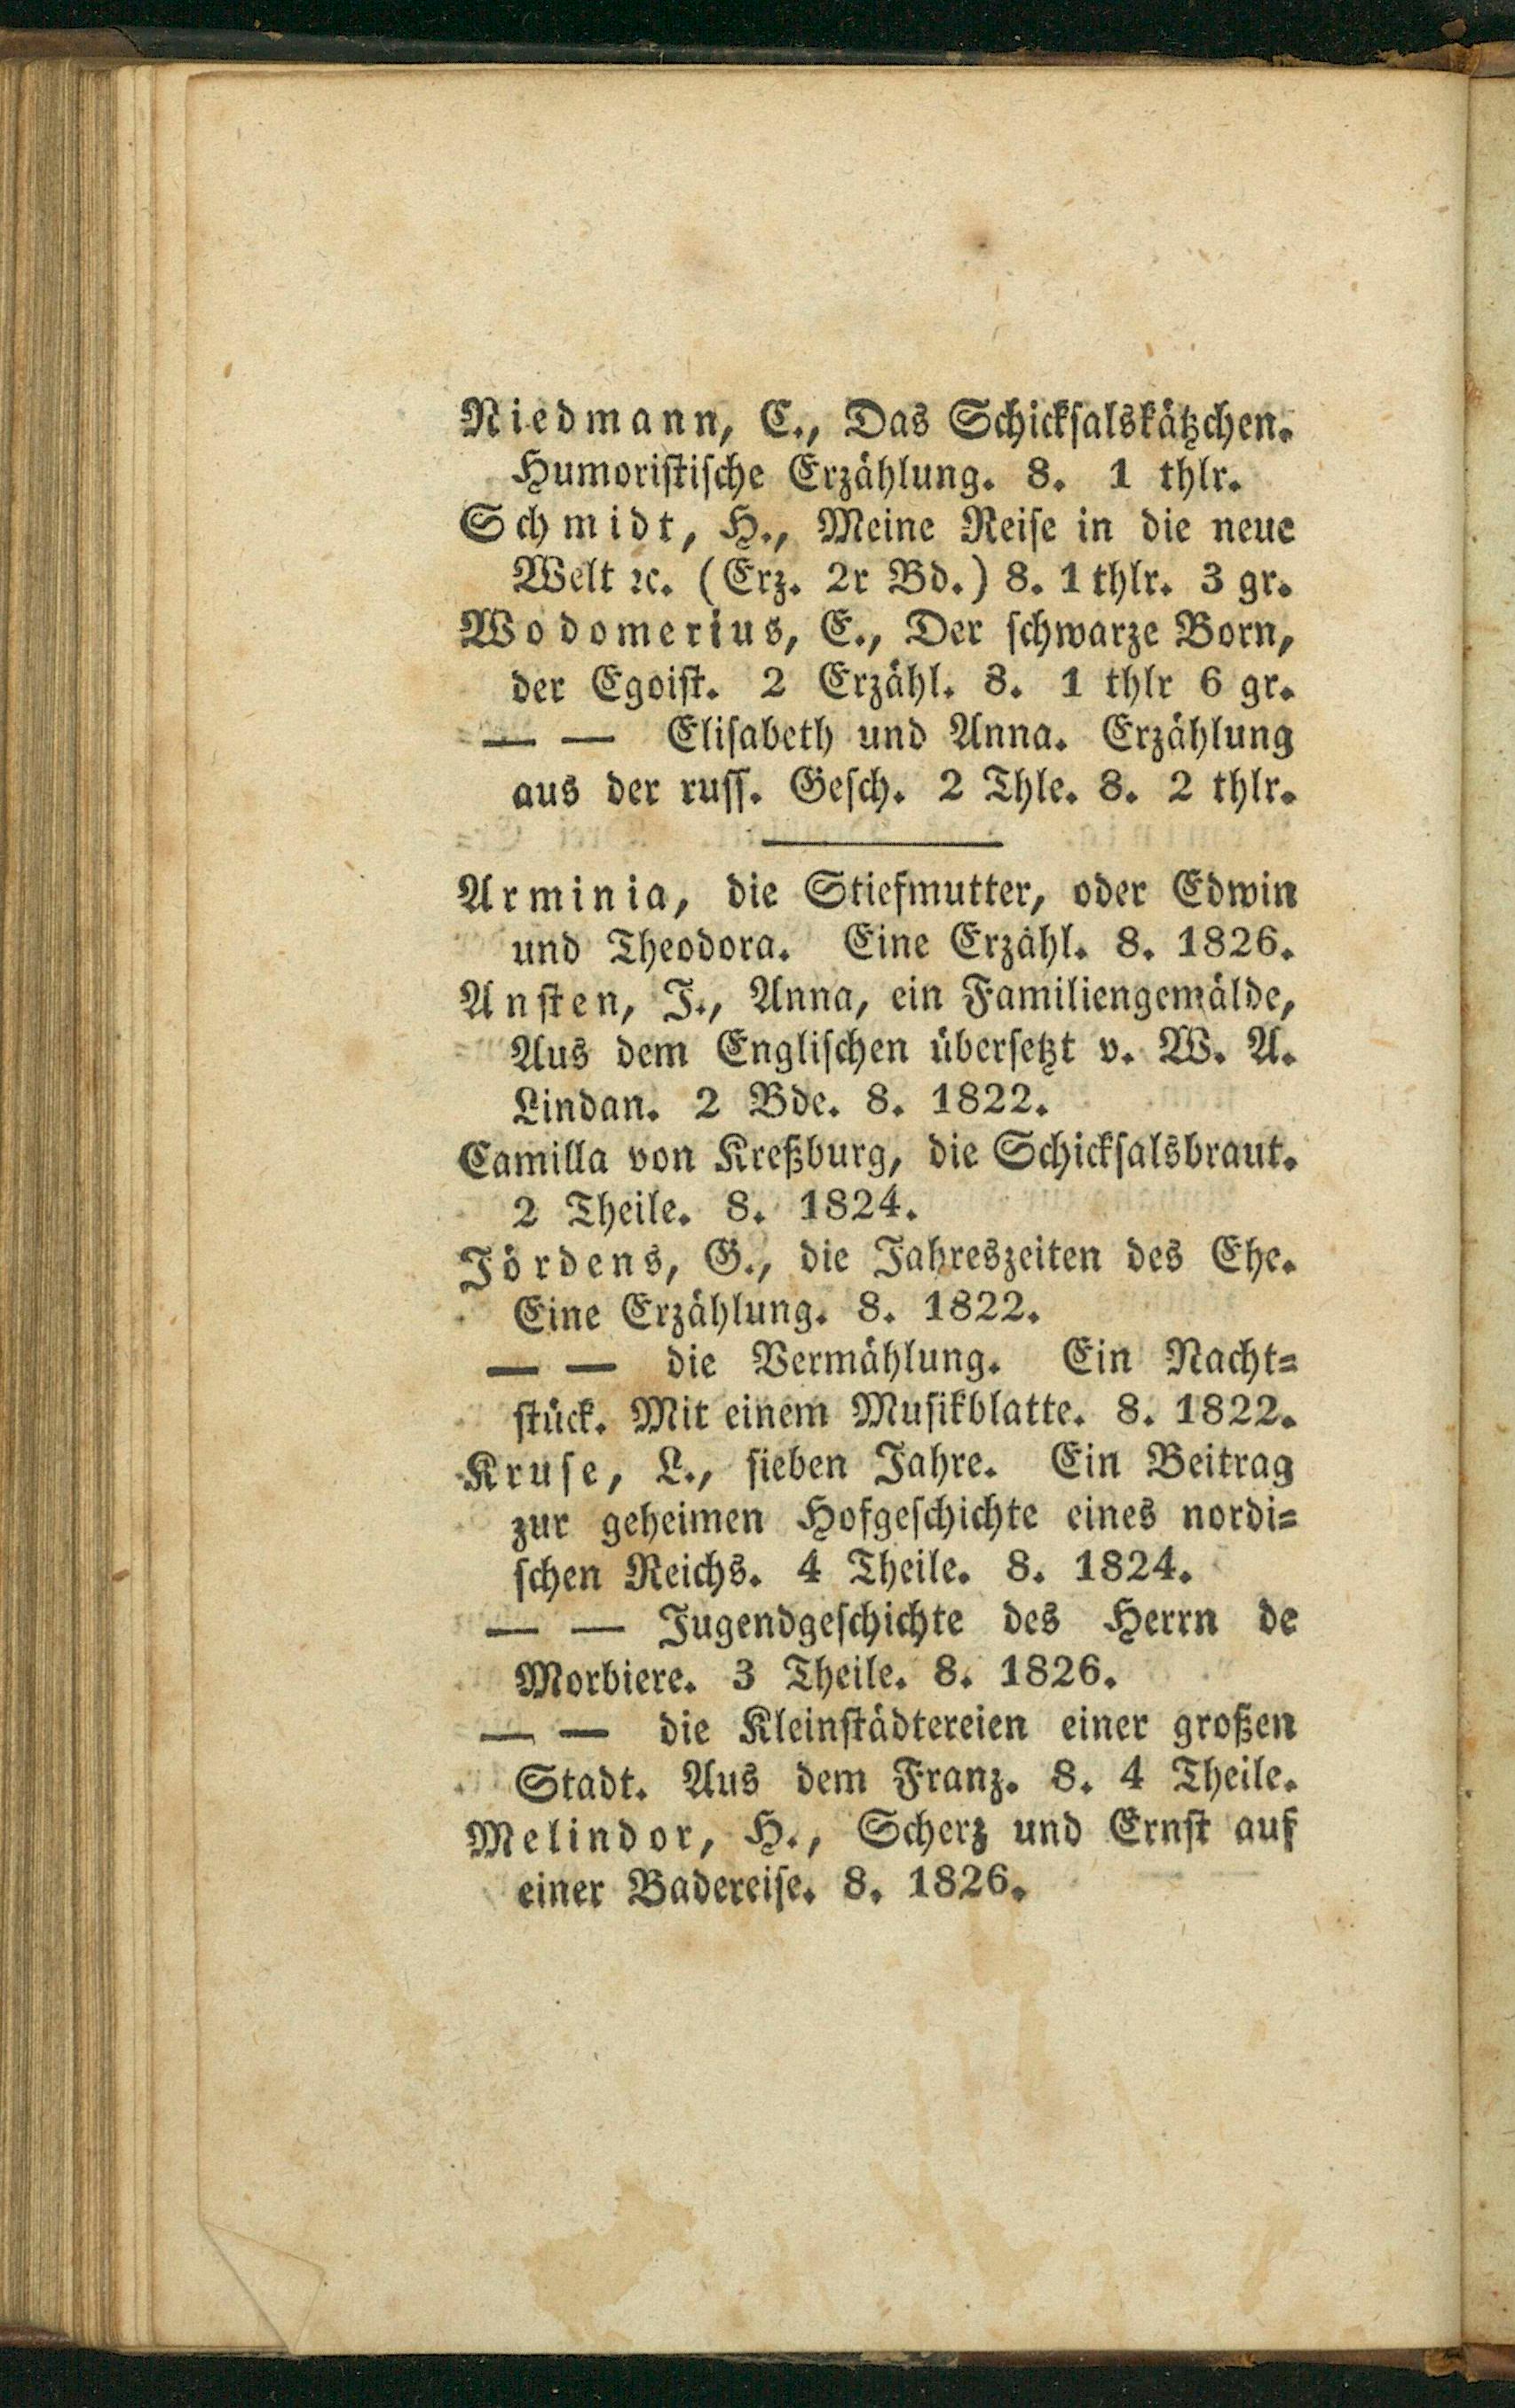 Niedmann, C., Das Schicksalskätzchen.
Humoristische Erzählung. 8. 1 thlr.
Schmidt, H., Meine Reise in die neue
Welt ꝛc. (Erz. 2r Bd.) 8. 1 thlr. 3 gr.
Wodomerius, E., Der schwarze Born,
der Egoist. 2 Erzähl. 8. 1 thlr 6 gr.
— — Elisabeth und Anna. Erzählung
aus der russ. Gesch. 2 Thle. 8. 2 thlr.
Arminia, die Stiefmutter, oder Edwin
und Theodora. Eine Erzähl. 8. 1826.
Ansten, J., Anna, ein Familiengemälde,
Aus dem Englischen übersetzt v. W. A.
Lindan. 2 Bde. 8. 1822.
Camilla von Kreßburg, die Schicksalsbraut.
2 Theile. 8. 1824.
Jördens, G., die Jahreszeiten des Ehe.
Eine Erzählung. 8. 1822.
— — die Vermählung. Ein Nacht=
stück. Mit einem Musikblatte. 8. 1822.
Kruse, L., sieben Jahre. Ein Beitrag
zur geheimen Hofgeschichte eines nordi=
schen Reichs. 4 Theile. 8. 1824.
— — Jugendgeschichte des Herrn de
Morbiere. 3 Theile. 8. 1826.
— — die Kleinstädtereien einer großen
Stadt. Aus dem Franz. 8. 4 Theile.
Melindor, H., Scherz und Ernst auf
einer Badereise. 8. 1826.